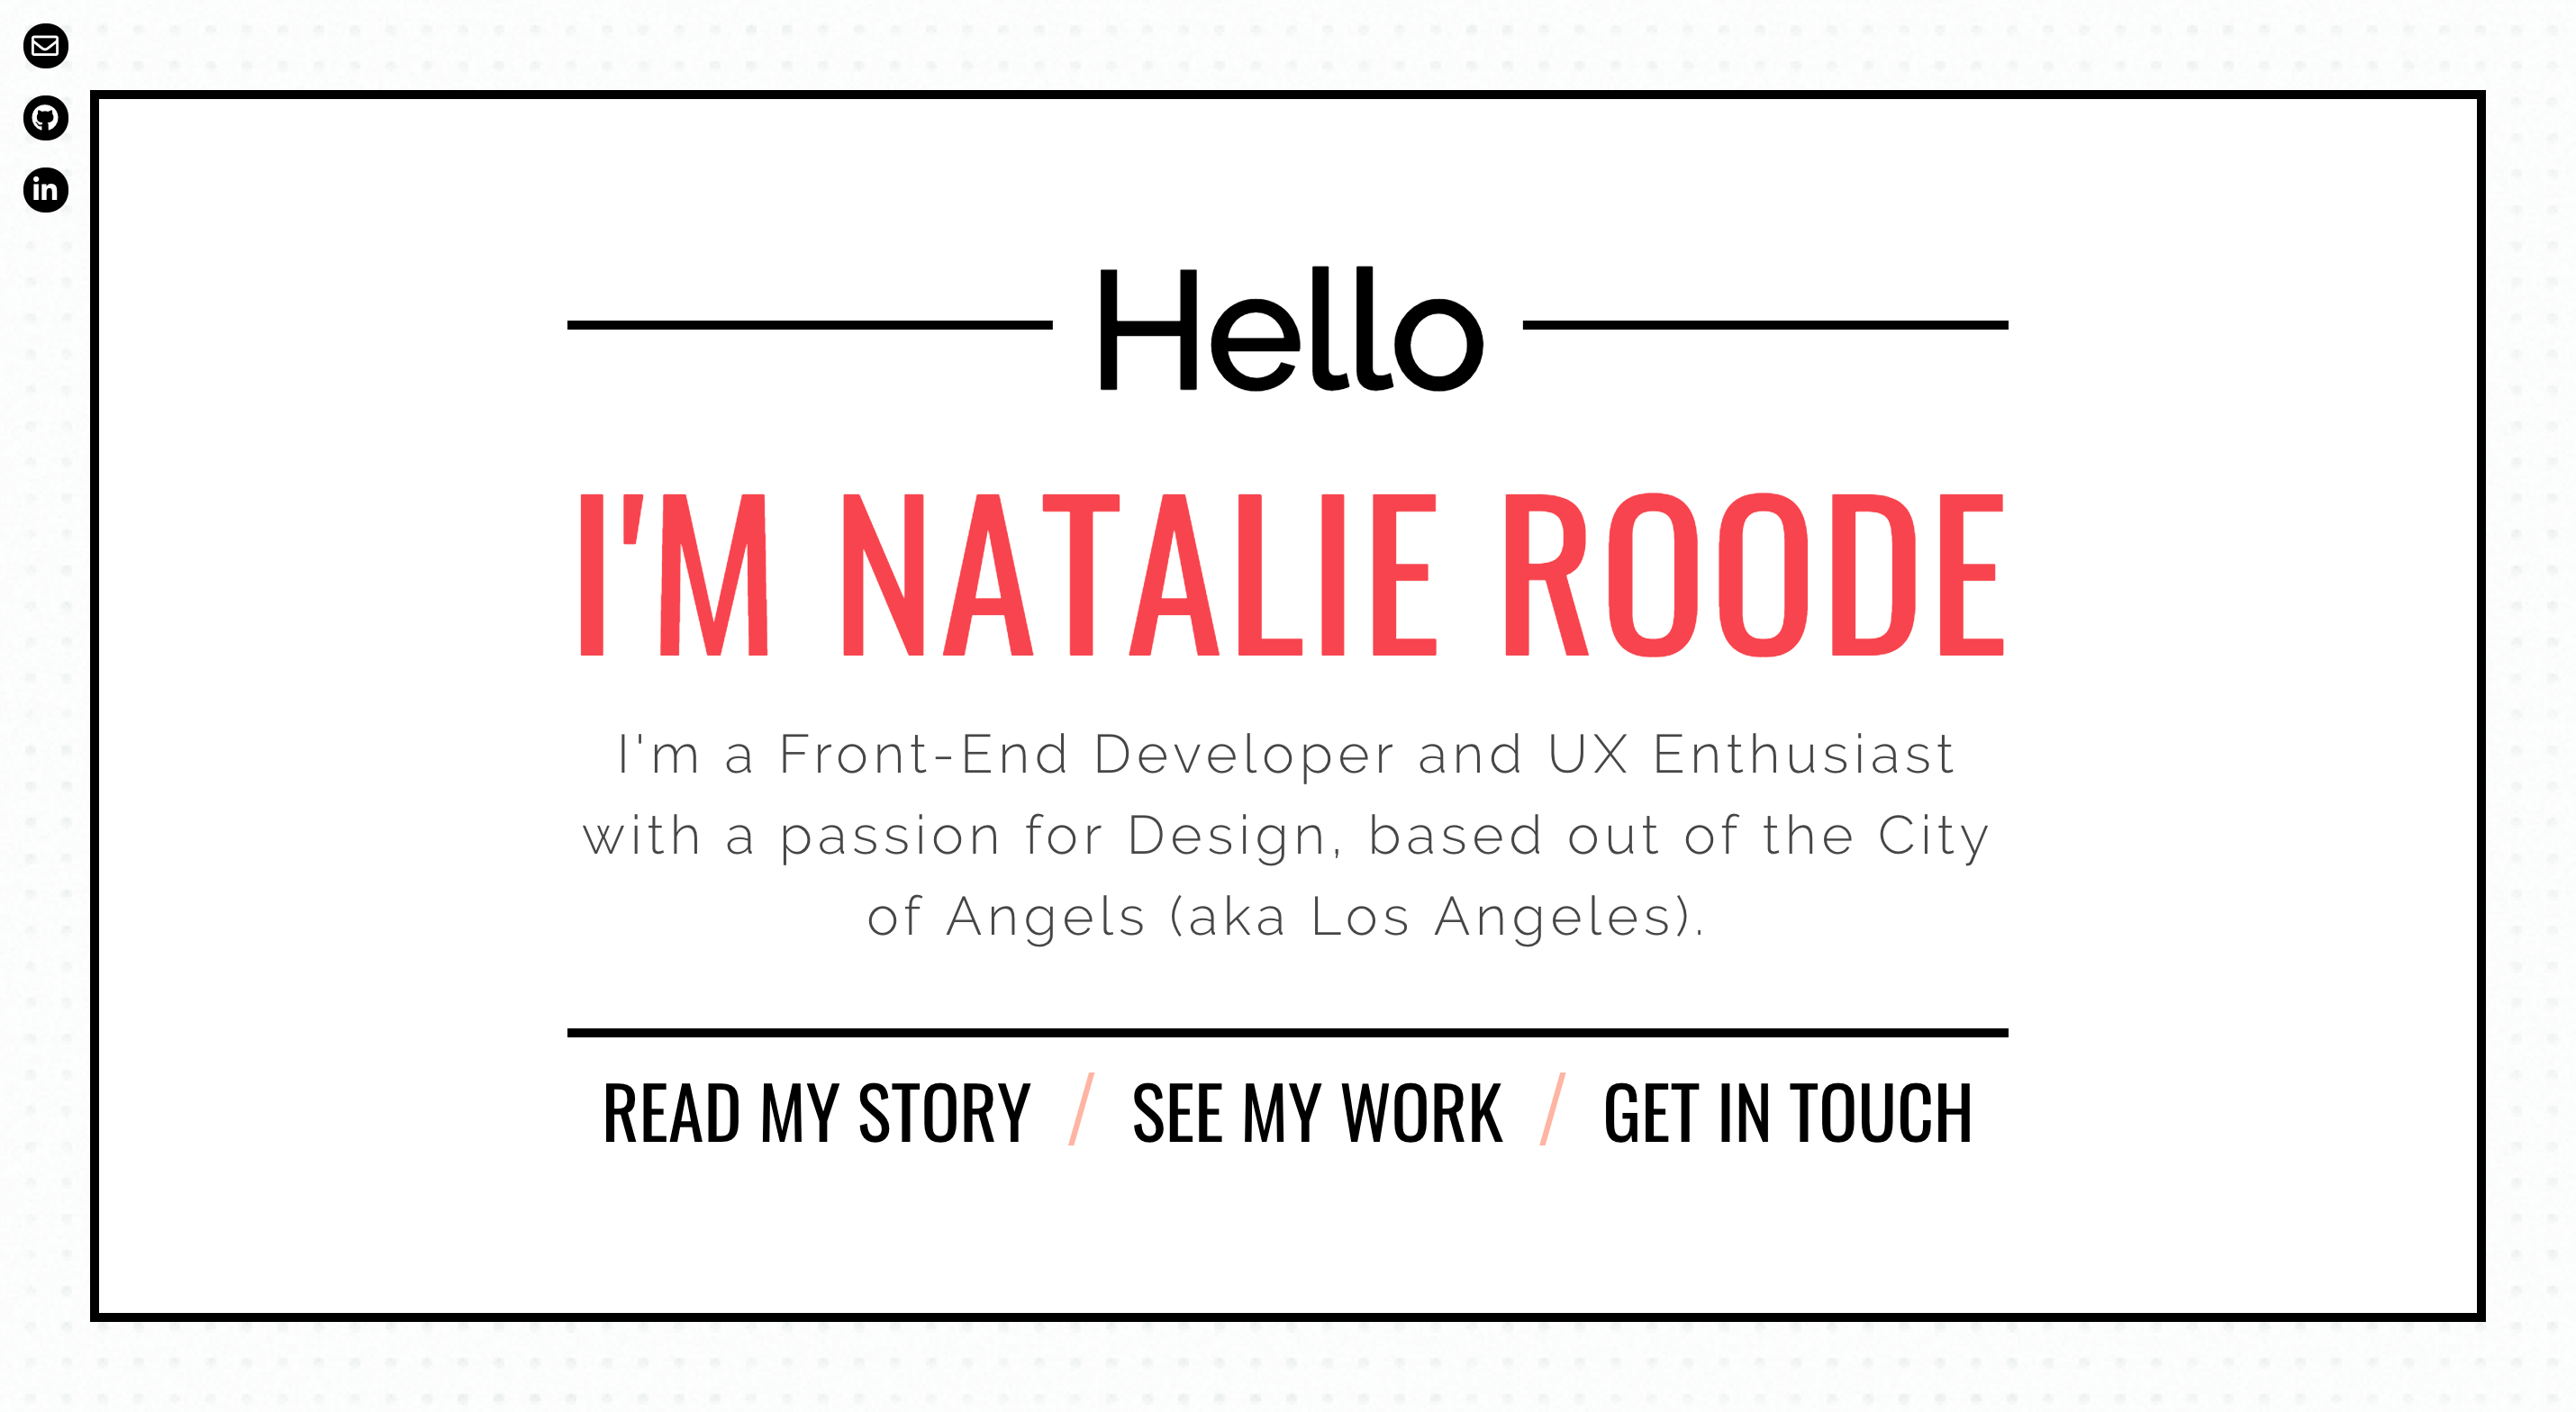 Hello
I'M NATALIE ROODE
I'm a Front-End Developer and UX Enthusiast
with a passion for Design, based out of the City
of Angels (aka Los Angeles).
READ MY STORY / SEE MY WORK / GET IN TOUCH